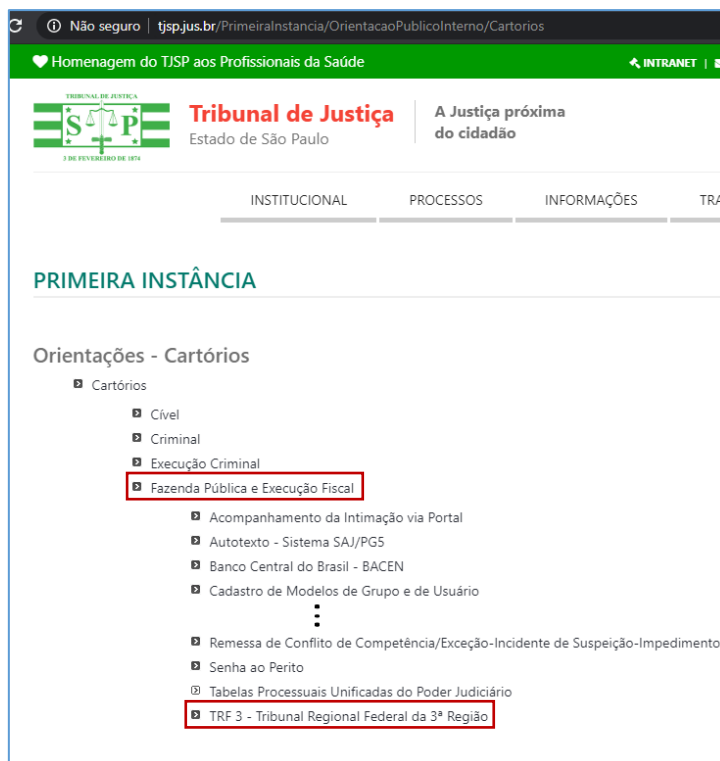 Não seguro | tjsp.jus.br/PrimeiraInstancia/OrientacaoPublicoInterno/Cartorios
Homenagem do TJSP aos Profissionais da Saúde
INTRANET |
TRIBUNAL DE JUSTIÇA
S P
3 DE FEVEREIRO DE 1874
Tribunal de Justiça
Estado de São Paulo
A Justiça próxima
do cidadão
INSTITUCIONAL PROCESSOS INFORMAÇÕES TRA
PRIMEIRA INSTÂNCIA
Orientações - Cartórios
Cartórios
Cível
Criminal
Execução Criminal
Fazenda Pública e Execução Fiscal
Acompanhamento da Intimação via Portal
Autotexto - Sistema SAJ/PG5
Banco Central do Brasil - BACEN
Cadastro de Modelos de Grupo e de Usuário
Remessa de Conflito de Competência/Exceção-Incidente de Suspeição-Impedimento
Senha ao Perito
Tabelas Processuais Unificadas do Poder Judiciário
TRF 3 - Tribunal Regional Federal da 3ª Região